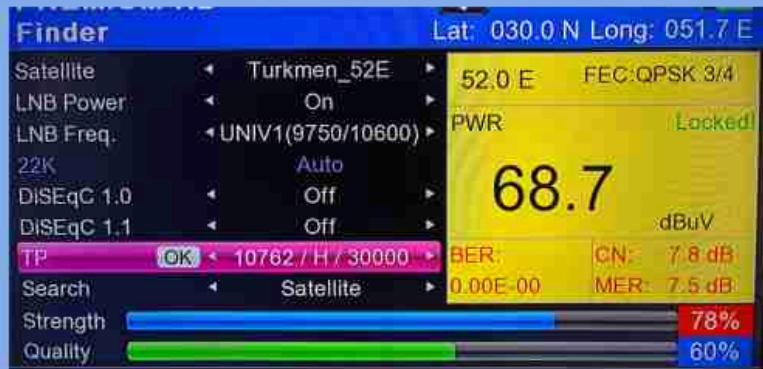 Finder
Lat: 030.0 N Long: 051.7 E
Satellite Turkmen_52E
LNB Power On
LNB Freq. UNIV1(9750/10600)
22K Auto
DiSEqC 1.0 Off
DiSEqC 1.1 Off
TP OK 10762 / H / 30000
Search Satellite
52.0 E FEC:QPSK 3/4
PWR Locked!
68.7
dBuV
BER: CN: 7.8 dB
0.00E-00 MER: 7.5 dB
Strength 78%
Quality 60%